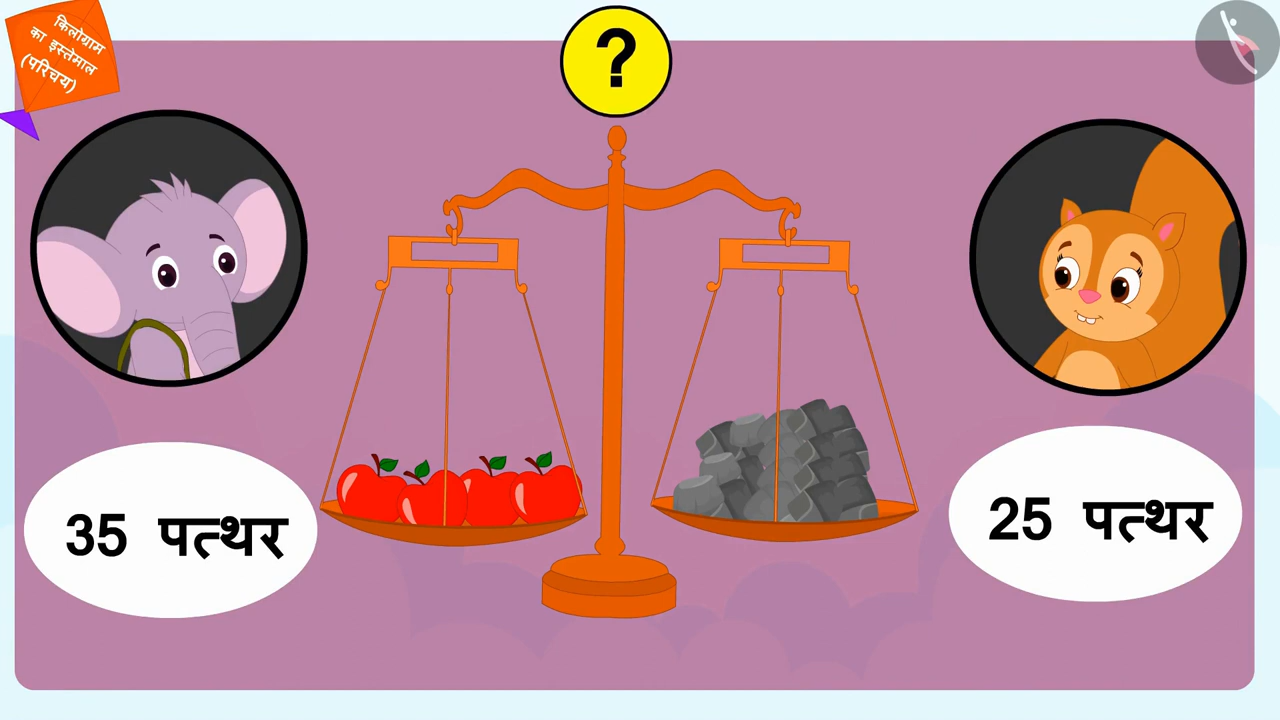 किलोग्राम
का इस्तेमाल
(परिचय)
?
35 पत्थर
25 पत्थर